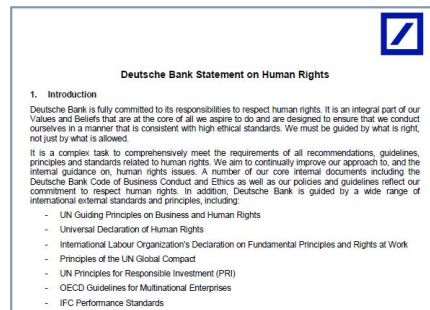 Deutsche Bank Statement on Human Rights
1. Introduction
Deutsche Bank is fully committed to its responsibilities to respect human rights. It is an integral part of our
Values and Beliefs that are at the core of all we aspire to do and are designed to ensure that we conduct
ourselves in a manner that is consistent with high ethical standards. We must be guided by what is right,
not just by what is allowed.
It is a complex task to comprehensively meet the requirements of all recommendations, guidelines,
principles and standards related to human rights. We aim to continually improve our approach to, and the
internal guidance on, human rights issues. A number of our core internal documents including the
Deutsche Bank Code of Business Conduct and Ethics as well as our policies and guidelines reflect our
commitment to respect human rights. In addition, Deutsche Bank is guided by a wide range of
international external standards and principles, including:
- UN Guiding Principles on Business and Human Rights
- Universal Declaration of Human Rights
- International Labour Organization's Declaration on Fundamental Principles and Rights at Work
- Principles of the UN Global Compact
- UN Principles for Responsible Investment (PRI)
- OECD Guidelines for Multinational Enterprises
- IFC Performance Standards